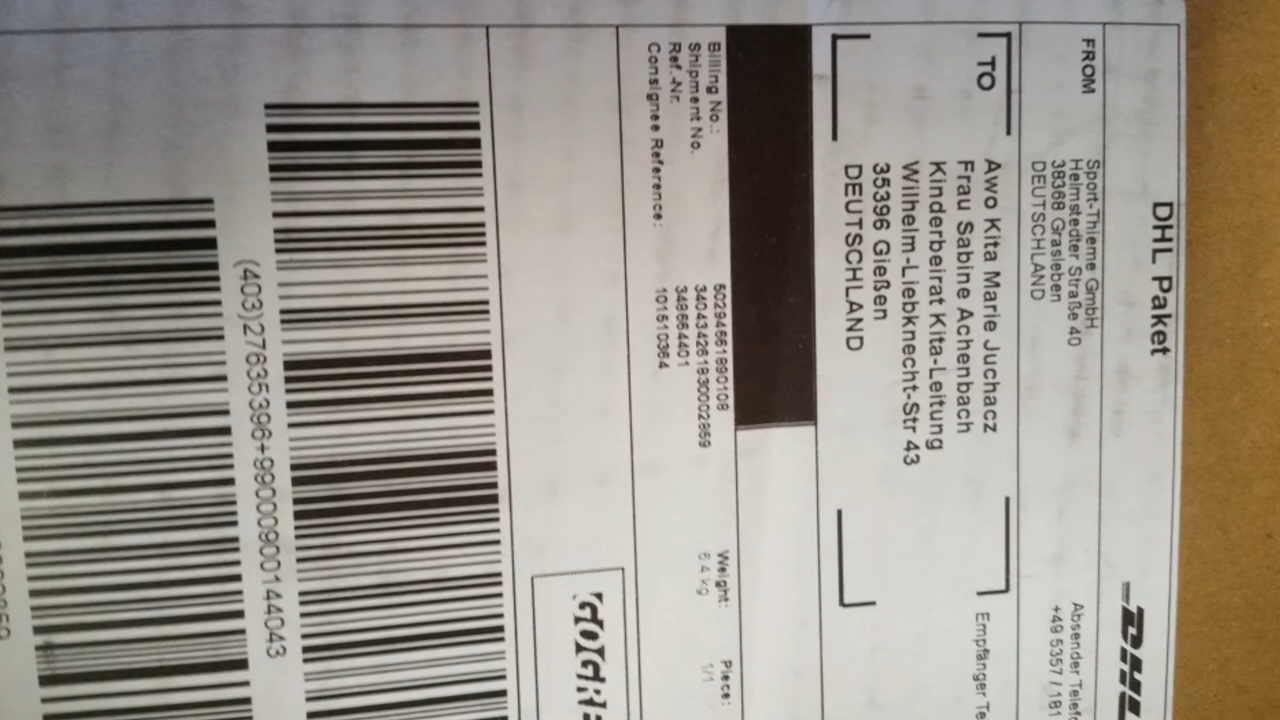 DHL Paket
DHL
FROM
Sport-Thieme GmbH
Helmstedter Straße 40
38368 Grasleben
DEUTSCHLAND
Absender Telef
+49 5357 / 181
TO
Awo Kita Marie Juchacz
Frau Sabine Achenbach
Kinderbeirat Kita-Leitung
Wilhelm-Liebknecht-Str 43
35396 Gießen
DEUTSCHLAND
Empfänger Te
Billing No.: 50294661890108 Weight: Piece:
Shipment No. 340434261830002859 6.4 kg 1/1
Ref.-Nr. 348664401
Consignee Reference: 101510364
GOGR
(403)27635396+99000900144043